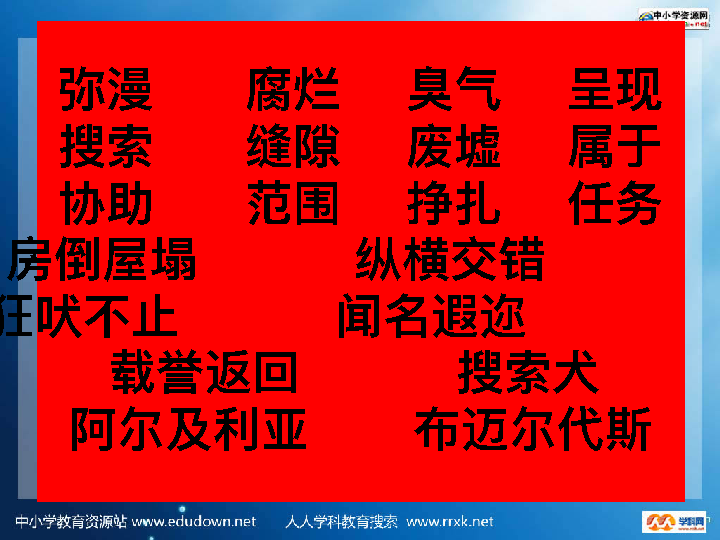 中小学资源网
弥漫 腐烂 臭气 呈现
搜索 缝隙 废墟 属于
协助 范围 挣扎 任务
房倒屋塌 纵横交错
狂吠不止 闻名遐迩
载誉返回 搜索犬
阿尔及利亚 布迈尔代斯
中小学教育资源站 www.edudown.net 人人学科教育搜索 www.rrxk.net
学科网